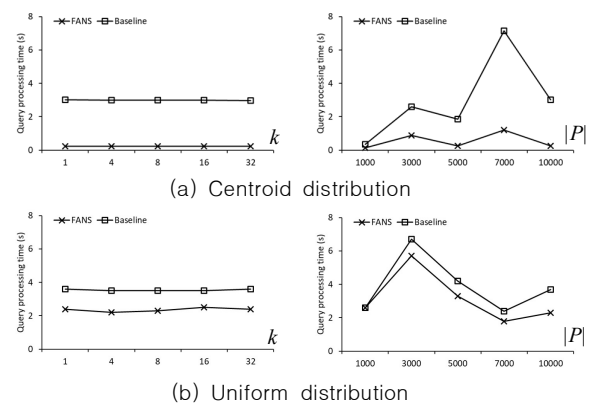 FANS Baseline
Query processing time (s)
8
6
4
2
0
1 4 8 16 32
k
FANS Baseline
Query processing time (s)
8
6
4
2
0
1000 3000 5000 7000 10000
|P|
(a) Centroid distribution
FANS Baseline
Query processing time (s)
8
6
4
2
0
1 4 8 16 32
k
FANS Baseline
Query processing time (s)
8
6
4
2
0
1000 3000 5000 7000 10000
|P|
(b) Uniform distribution